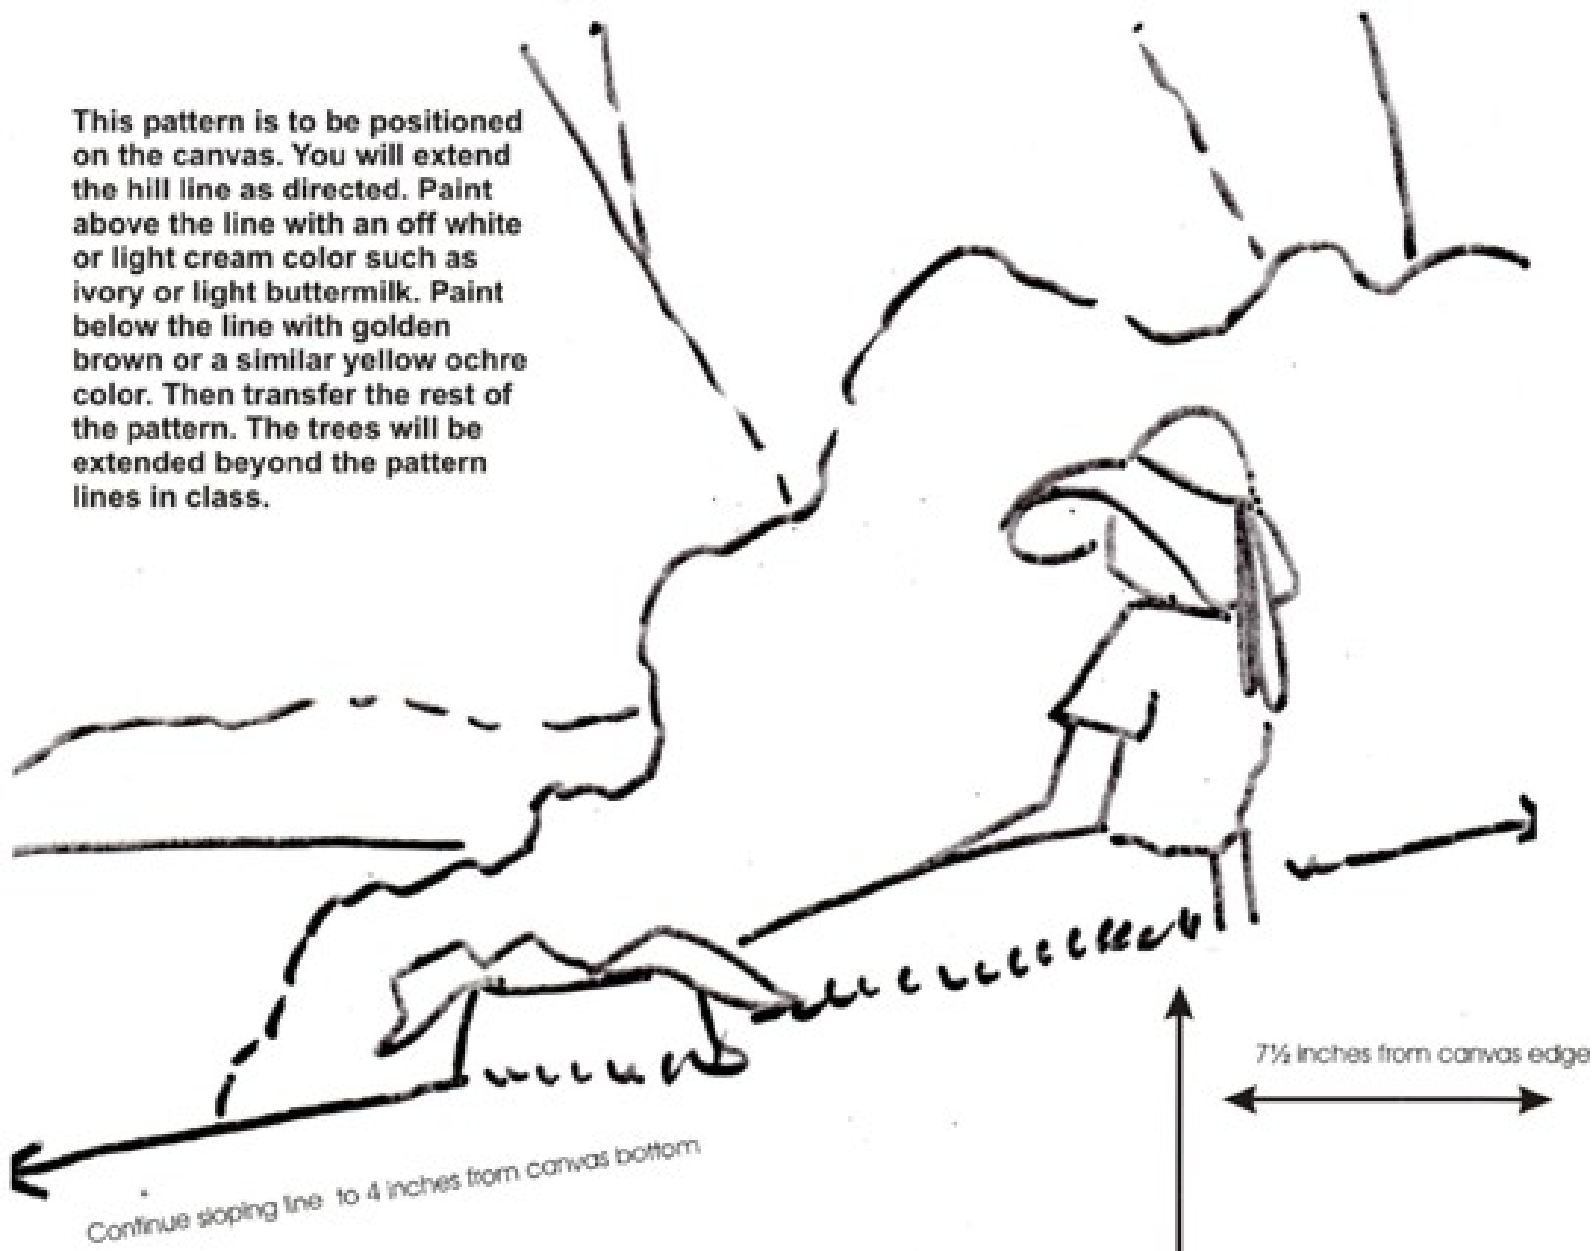 This pattern is to be positioned
on the canvas. You will extend
the hill line as directed. Paint
above the line with an off white
or light cream color such as
ivory or light buttermilk. Paint
below the line with golden
brown or a similar yellow ochre
color. Then transfer the rest of
the pattern. The trees will be
extended beyond the pattern
lines in class.
7½ inches from canvas edge
Continue sloping line to 4 inches from canvas bottom